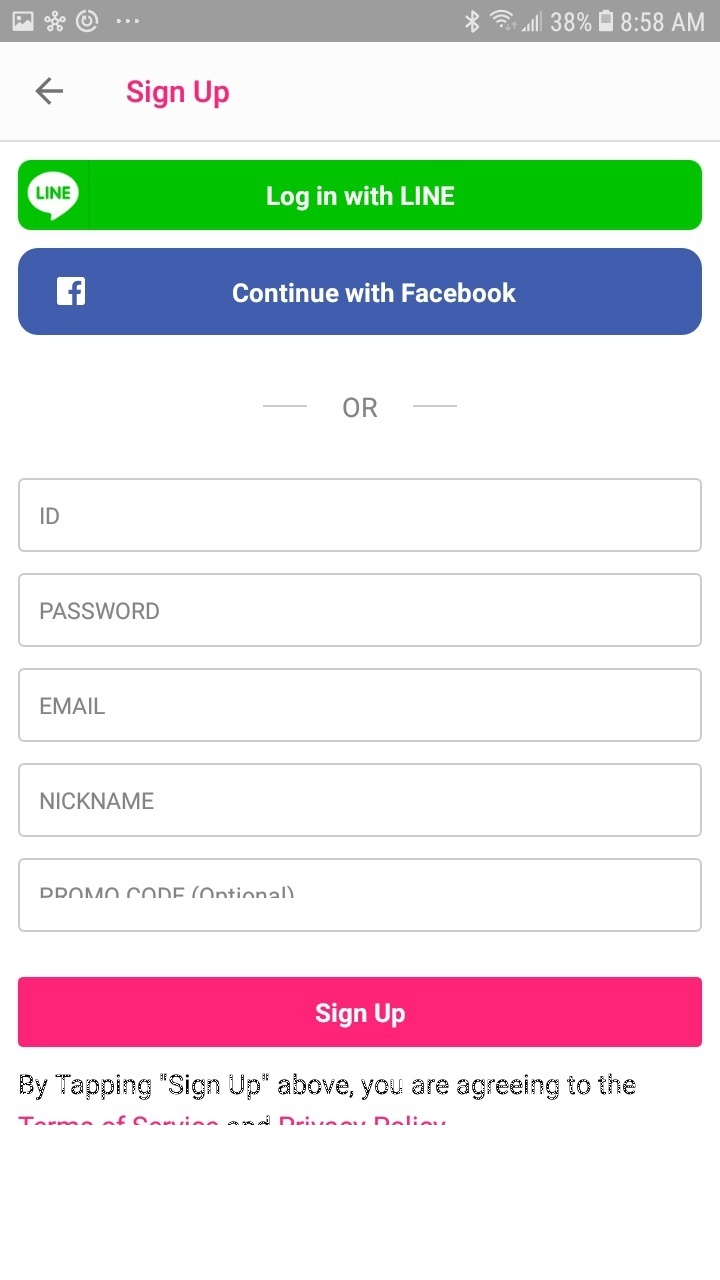 38% 8:58 AM
Sign Up
LINE Log in with LINE
Continue with Facebook
OR
ID
PASSWORD
EMAIL
NICKNAME
PROMO CODE (Optional)
Sign Up
By Tapping "Sign Up" above, you are agreeing to the
Terms of Service and Privacy Policy